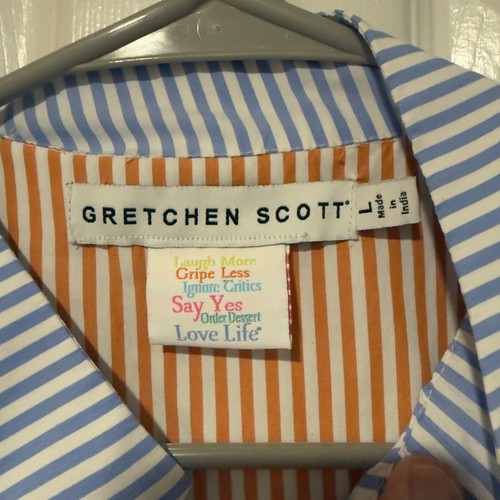 GRETCHEN SCOTT®
L
Made
in
India
Laugh More
Gripe Less
Ignore Critics
Say Yes
Order Dessert
Love Life®